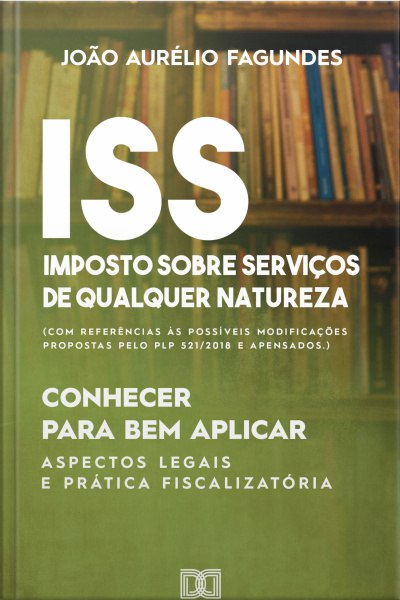 JOÃO AURÉLIO FAGUNDES
ISS
IMPOSTO SOBRE SERVIÇOS
DE QUALQUER NATUREZA
(COM REFERÊNCIAS ÀS POSSÍVEIS MODIFICAÇÕES
PROPOSTAS PELO PLP 521/2018 E APENSADOS.)
CONHECER
PARA BEM APLICAR
ASPECTOS LEGAIS
E PRÁTICA FISCALIZATÓRIA